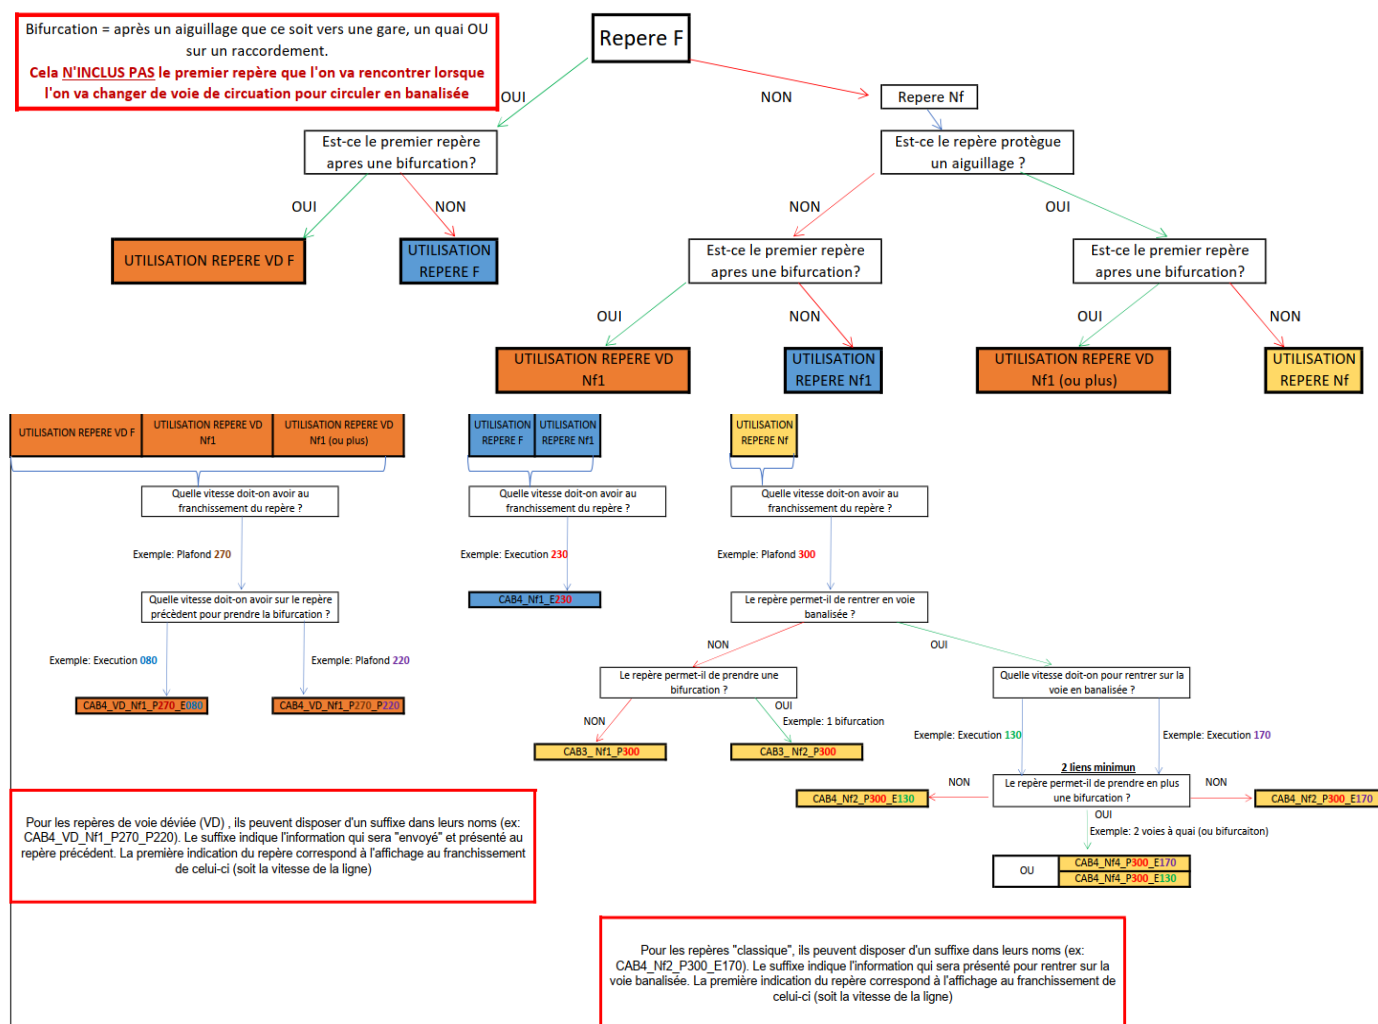 Bifurcation = après un aiguillage que ce soit vers une gare, un quai OU
sur un raccordement.
Cela N'INCLUS PAS le premier repère que l'on va rencontrer lorsque
l'on va changer de voie de circuation pour circuler en banalisée
Repere F
OUI
NON
Repere Nf
Est-ce le premier repère
apres une bifurcation?
Est-ce le repère protègue
un aiguillage ?
OUI
NON
NON
OUI
UTILISATION REPERE VD F
UTILISATION
REPERE F
Est-ce le premier repère
apres une bifurcation?
Est-ce le premier repère
apres une bifurcation?
OUI
NON
OUI
NON
UTILISATION REPERE VD
Nf1
UTILISATION
REPERE Nf1
UTILISATION REPERE VD
Nf1 (ou plus)
UTILISATION
REPERE Nf
UTILISATION REPERE VD F
UTILISATION REPERE VD
Nf1
UTILISATION REPERE VD
Nf1 (ou plus)
UTILISATION
REPERE F
UTILISATION
REPERE Nf1
UTILISATION
REPERE Nf
Quelle vitesse doit-on avoir au
franchissement du repère ?
Quelle vitesse doit-on avoir au
franchissement du repère ?
Quelle vitesse doit-on avoir au
franchissement du repère ?
Exemple: Plafond 270
Exemple: Execution 230
Exemple: Plafond 300
Quelle vitesse doit-on avoir sur le repère
précèdent pour prendre la bifurcation ?
CAB4_Nf1_E230
Le repère permet-il de rentrer en voie
banalisée ?
NON
OUI
Exemple: Execution 080
Exemple: Plafond 220
Le repère permet-il de prendre une
bifurcation ?
Quelle vitesse doit-on pour rentrer sur la
voie en banalisée ?
CAB4_VD_Nf1_P270_E080
CAB4_VD_Nf1_P270_P220
NON
OUI
Exemple: 1 bifurcation
Exemple: Execution 130
Exemple: Execution 170
CAB3_ Nf1_P300
CAB3_ Nf2_P300
2 liens minimun
Le repère permet-il de prendre en plus
une bifurcation ?
NON
NON
CAB4_Nf2_P300_E130
CAB4_Nf2_P300_E170
OUI
Exemple: 2 voies à quai (ou bifurcaiton)
OU
CAB4_Nf4_P300_E170
CAB4_Nf4_P300_E130
Pour les repères de voie déviée (VD) , ils peuvent disposer d'un suffixe dans leurs noms (ex:
CAB4_VD_Nf1_P270_P220). Le suffixe indique l'information qui sera "envoyé" et présenté au
repère précédent. La première indication du repère correspond à l'affichage au franchissement
de celui-ci (soit la vitesse de la ligne)
Pour les repères "classique", ils peuvent disposer d'un suffixe dans leurs noms (ex:
CAB4_Nf2_P300_E170). Le suffixe indique l'information qui sera présenté pour rentrer sur la
voie banalisée. La première indication du repère correspond à l'affichage au franchissement de
celui-ci (soit la vitesse de la ligne)